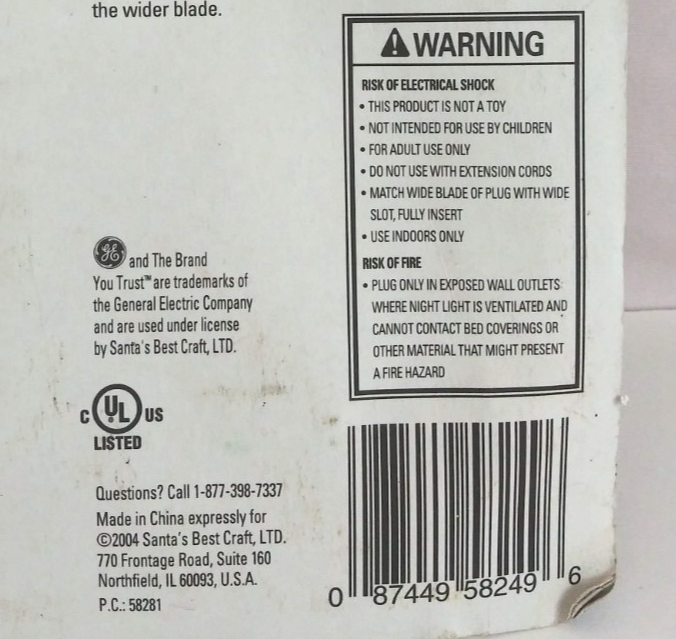 the wider blade.
WARNING
RISK OF ELECTRICAL SHOCK
• THIS PRODUCT IS NOT A TOY
• NOT INTENDED FOR USE BY CHILDREN
• FOR ADULT USE ONLY
• DO NOT USE WITH EXTENSION CORDS
• MATCH WIDE BLADE OF PLUG WITH WIDE
SLOT, FULLY INSERT
• USE INDOORS ONLY
RISK OF FIRE
• PLUG ONLY IN EXPOSED WALL OUTLETS
WHERE NIGHT LIGHT IS VENTILATED AND
CANNOT CONTACT BED COVERINGS OR
OTHER MATERIAL THAT MIGHT PRESENT
A FIRE HAZARD
GE and The Brand
You Trust™ are trademarks of
the General Electric Company
and are used under license
by Santa's Best Craft, LTD.
C UL US
LISTED
Questions? Call 1-877-398-7337
Made in China expressly for
©2004 Santa's Best Craft, LTD.
770 Frontage Road, Suite 160
Northfield, IL 60093, U.S.A.
P.C.: 58281
0 87449 58249 6